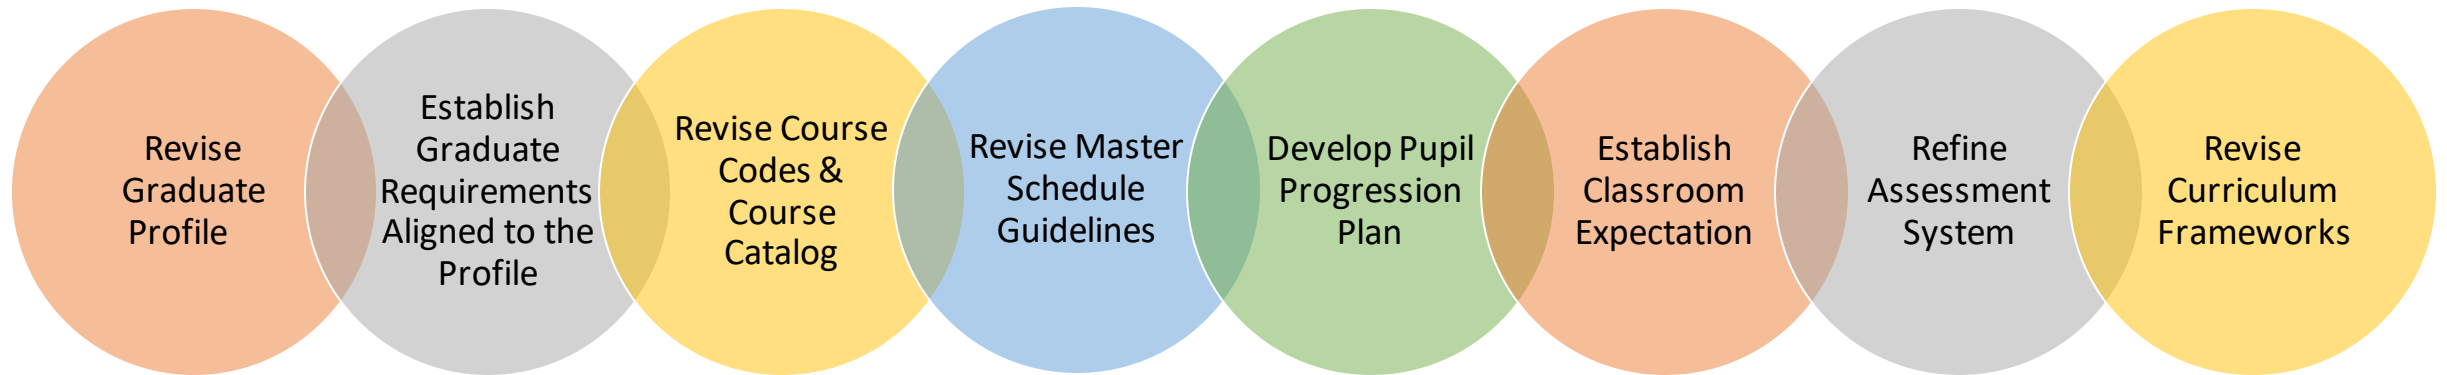 Revise
Graduate
Profile
Establish
Graduate
Requirements
Aligned to the
Profile
Revise Course
Codes &
Course
Catalog
Revise Master
Schedule
Guidelines
Develop Pupil
Progression
Plan
Establish
Classroom
Expectation
Refine
Assessment
System
Revise
Curriculum
Frameworks